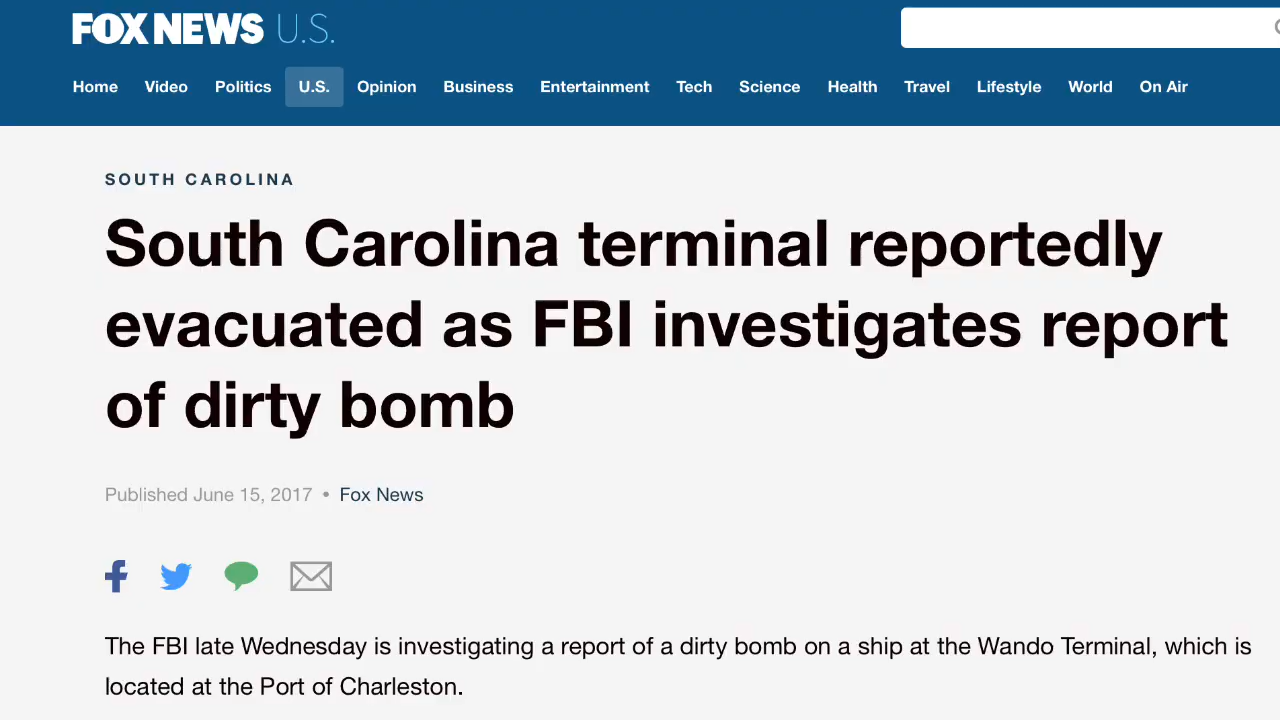 FOX NEWS U.S.
Home Video Politics U.S. Opinion Business Entertainment Tech Science Health Travel Lifestyle World On Air
SOUTH CAROLINA
South Carolina terminal reportedly
evacuated as FBI investigates report
of dirty bomb
Published June 15, 2017 • Fox News
The FBI late Wednesday is investigating a report of a dirty bomb on a ship at the Wando Terminal, which is
located at the Port of Charleston.